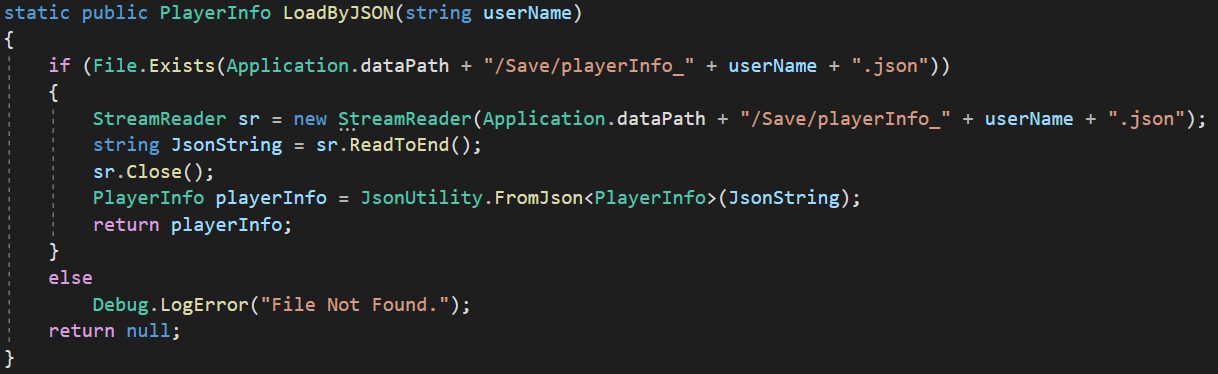 static public PlayerInfo LoadByJSON(string userName)
{
    if (File.Exists(Application.dataPath + "/Save/playerInfo_" + userName + ".json"))
    {
        StreamReader sr = new StreamReader(Application.dataPath + "/Save/playerInfo_" + userName + ".json");
        string JsonString = sr.ReadToEnd();
        sr.Close();
        PlayerInfo playerInfo = JsonUtility.FromJson<PlayerInfo>(JsonString);
        return playerInfo;
    }
    else
        Debug.LogError("File Not Found.");
    return null;
}